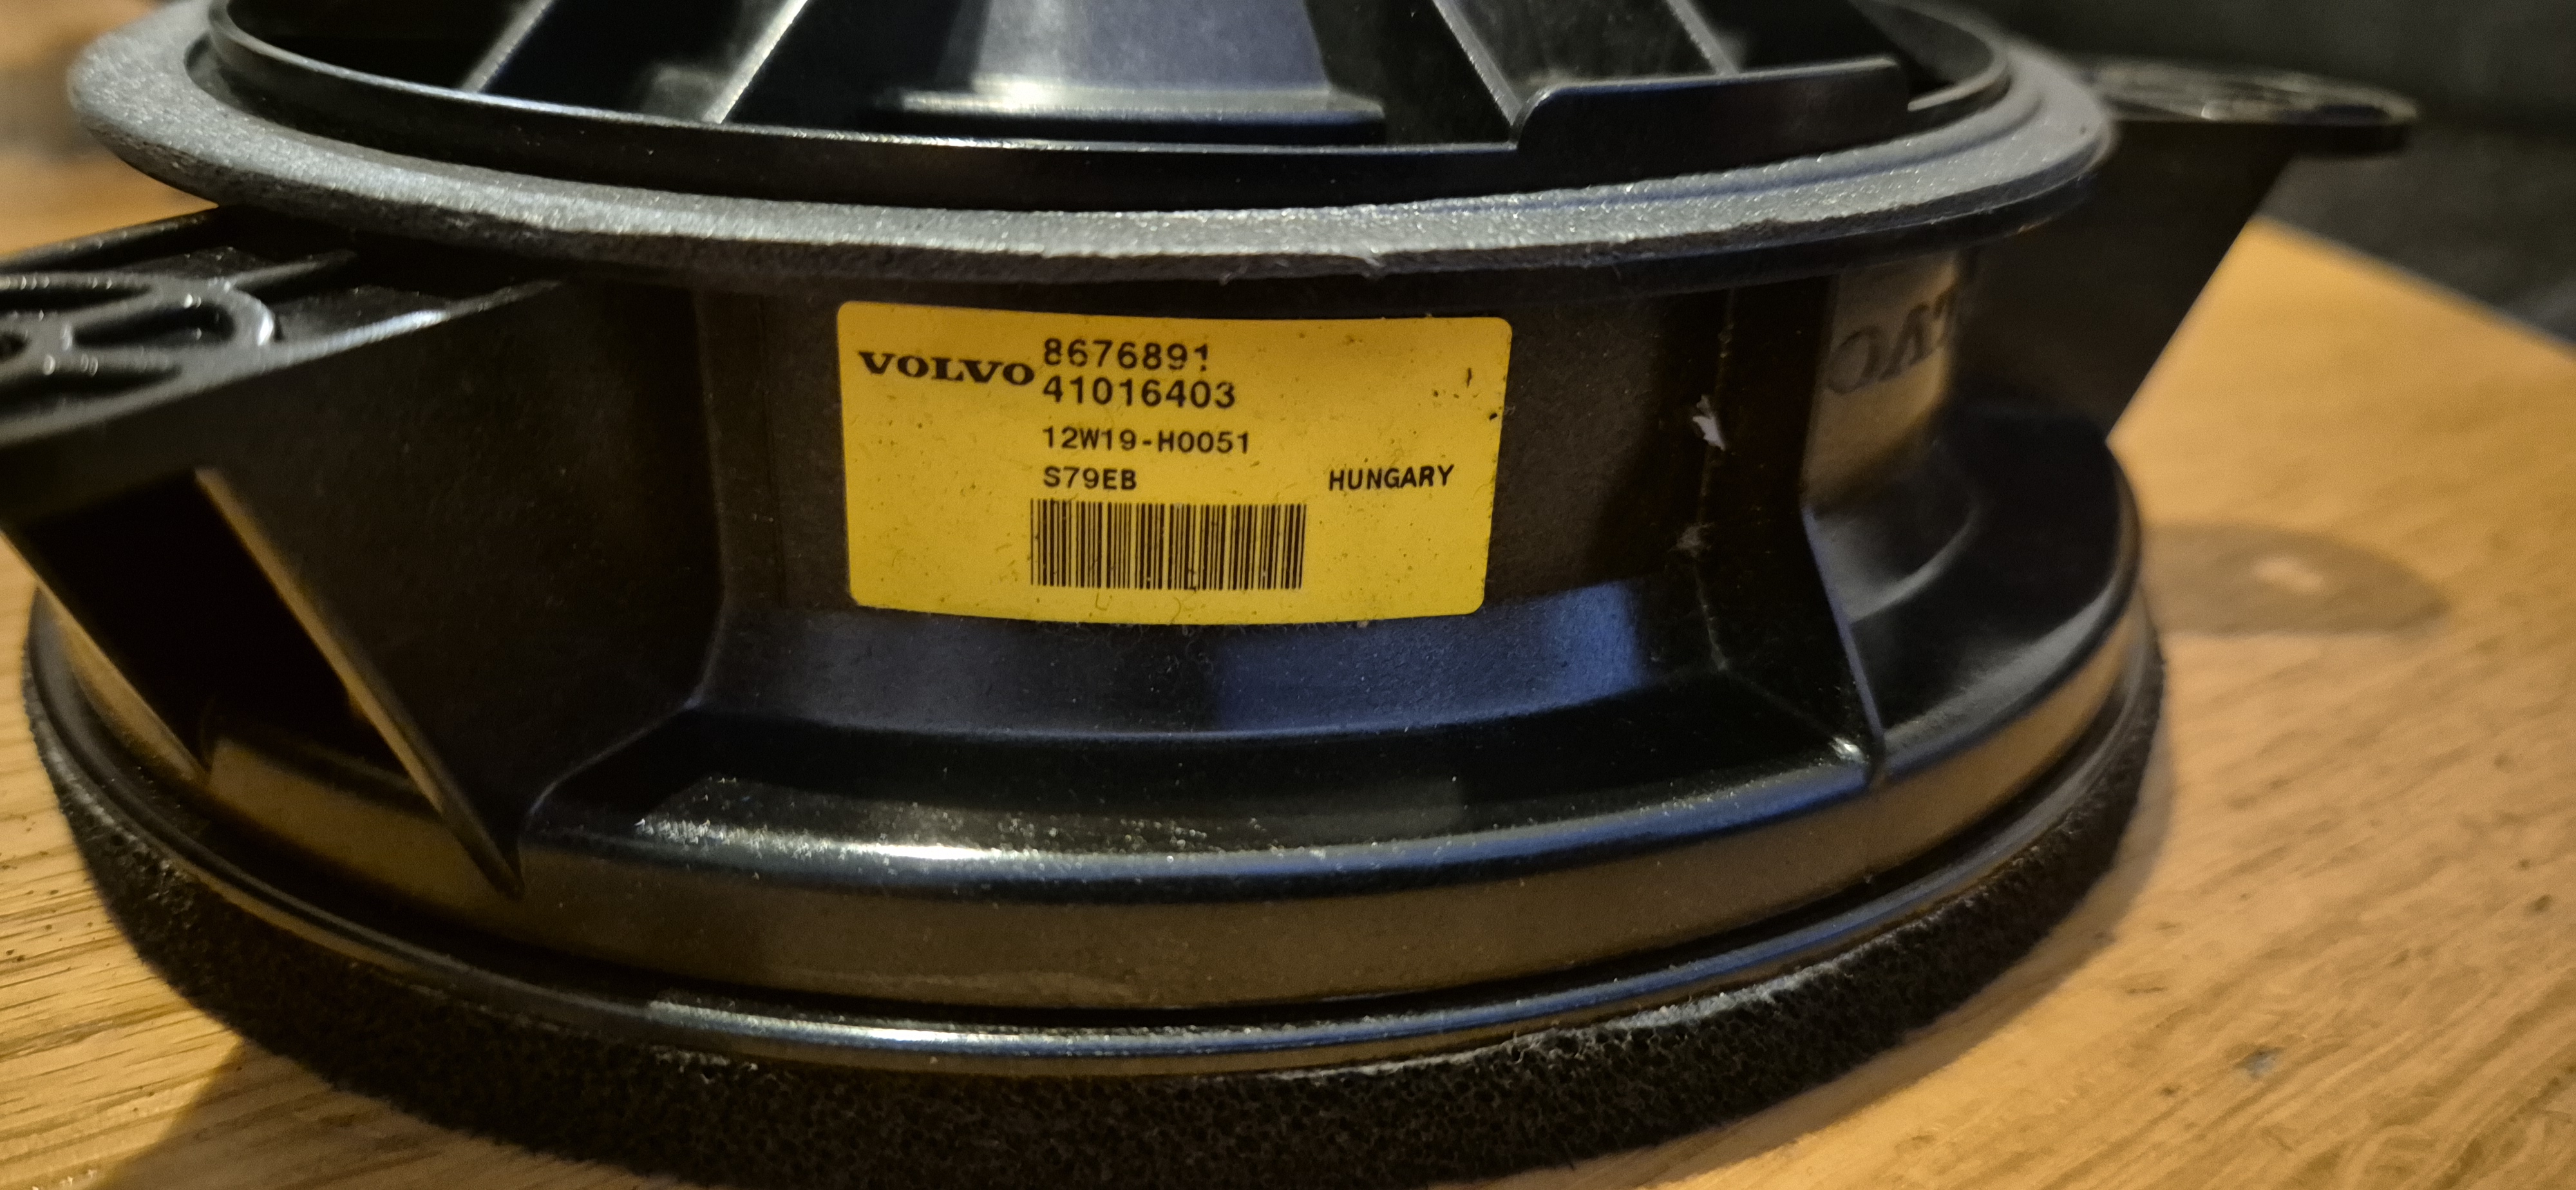 VOLVO 8676891
41016403
12W19-H0051
S79EB HUNGARY